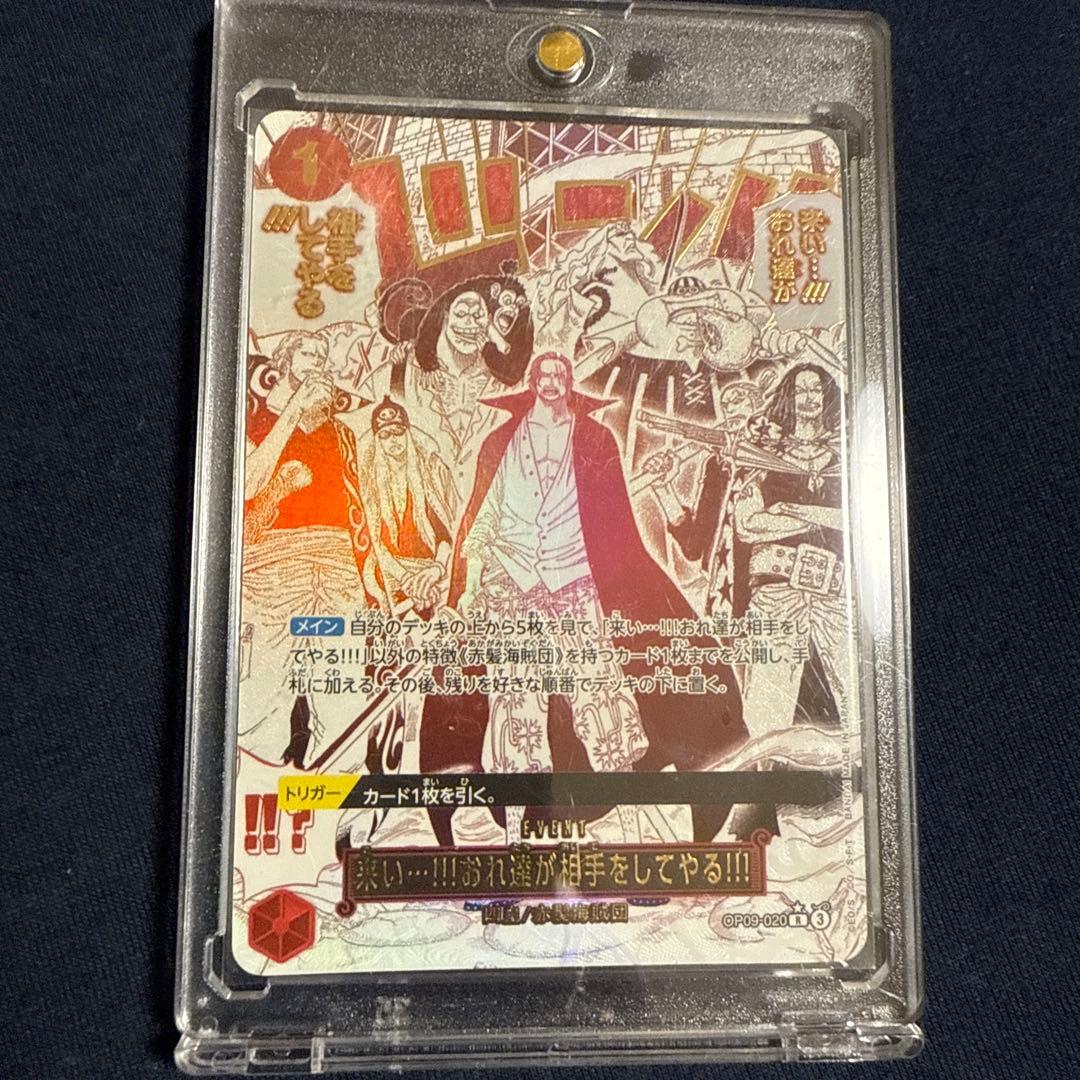 1
ドン
来い…!!!
おれ達が
相手を
してやる
!!!
メイン 自分のデッキの上から5枚を見て、「来い…!!!おれ達が相手をし
てやる!!!」以外の特徴《赤髪海賊団》を持つカード1枚までを公開し、手
札に加える。その後、残りを好きな順番でデッキの下に置く。
トリガー カード1枚を引く。
!!?
EVENT
来い…!!!おれ達が相手をしてやる!!!
四皇/赤髪海賊団
OP09-020 R 3
BANDAI MADE IN JAPAN